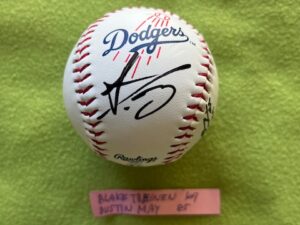 Dodgers
Rawlings
BLAKE TREINEN 49
DUSTIN MAY 85